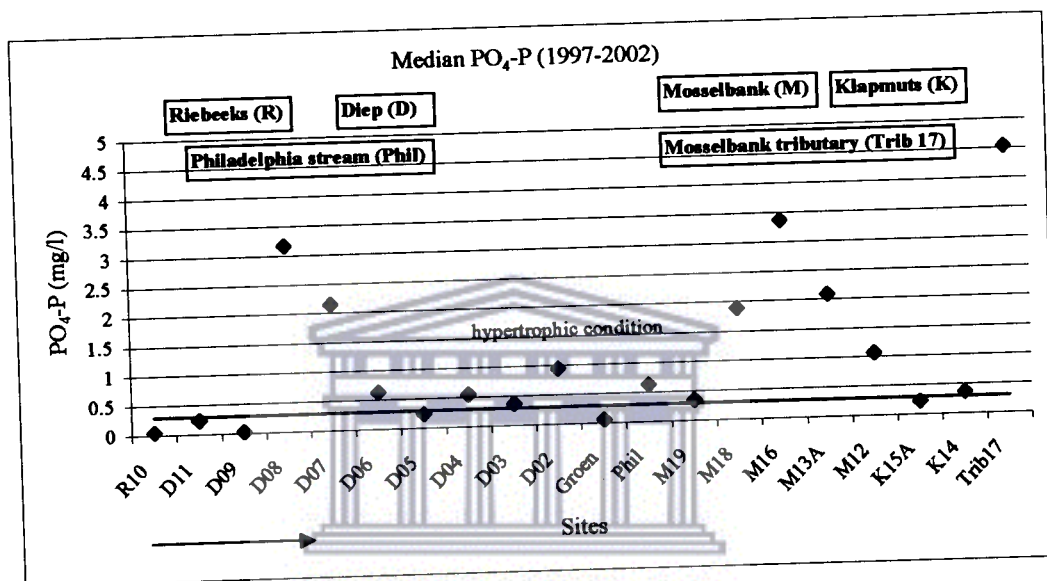 Median PO₄-P (1997-2002)
Riebeeks (R)
Diep (D)
Mosselbank (M)
Klapmuts (K)
Philadelphia stream (Phil)
Mosselbank tributary (Trib 17)
PO₄-P (mg/l)
5
4.5
4
3.5
3
2.5
2
1.5
1
0.5
0
hypertrophic condition
R10
D11
D09
D08
D07
D06
D05
D04
D03
D02
Groen
Phil
M19
M18
M16
M13A
M12
K15A
K14
Trib17
Sites